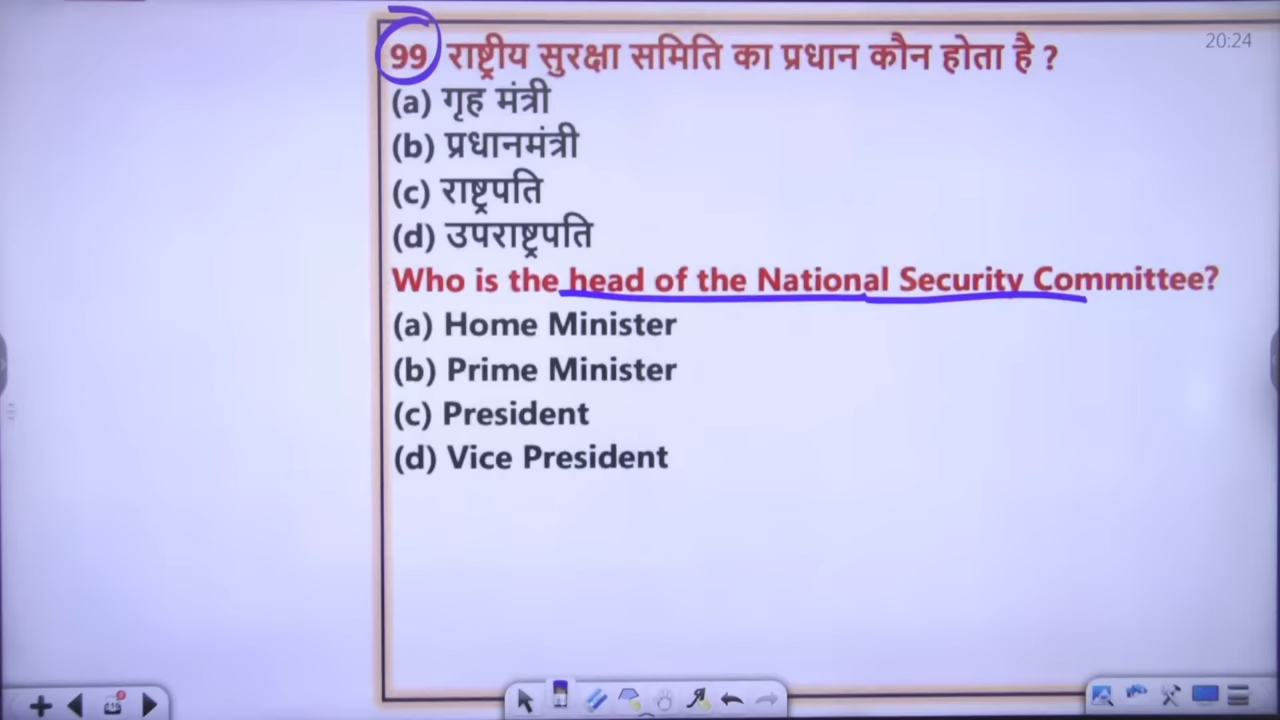 20:24
99 राष्ट्रीय सुरक्षा समिति का प्रधान कौन होता है ?
(a) गृह मंत्री
(b) प्रधानमंत्री
(c) राष्ट्रपति
(d) उपराष्ट्रपति
Who is the head of the National Security Committee?
(a) Home Minister
(b) Prime Minister
(c) President
(d) Vice President